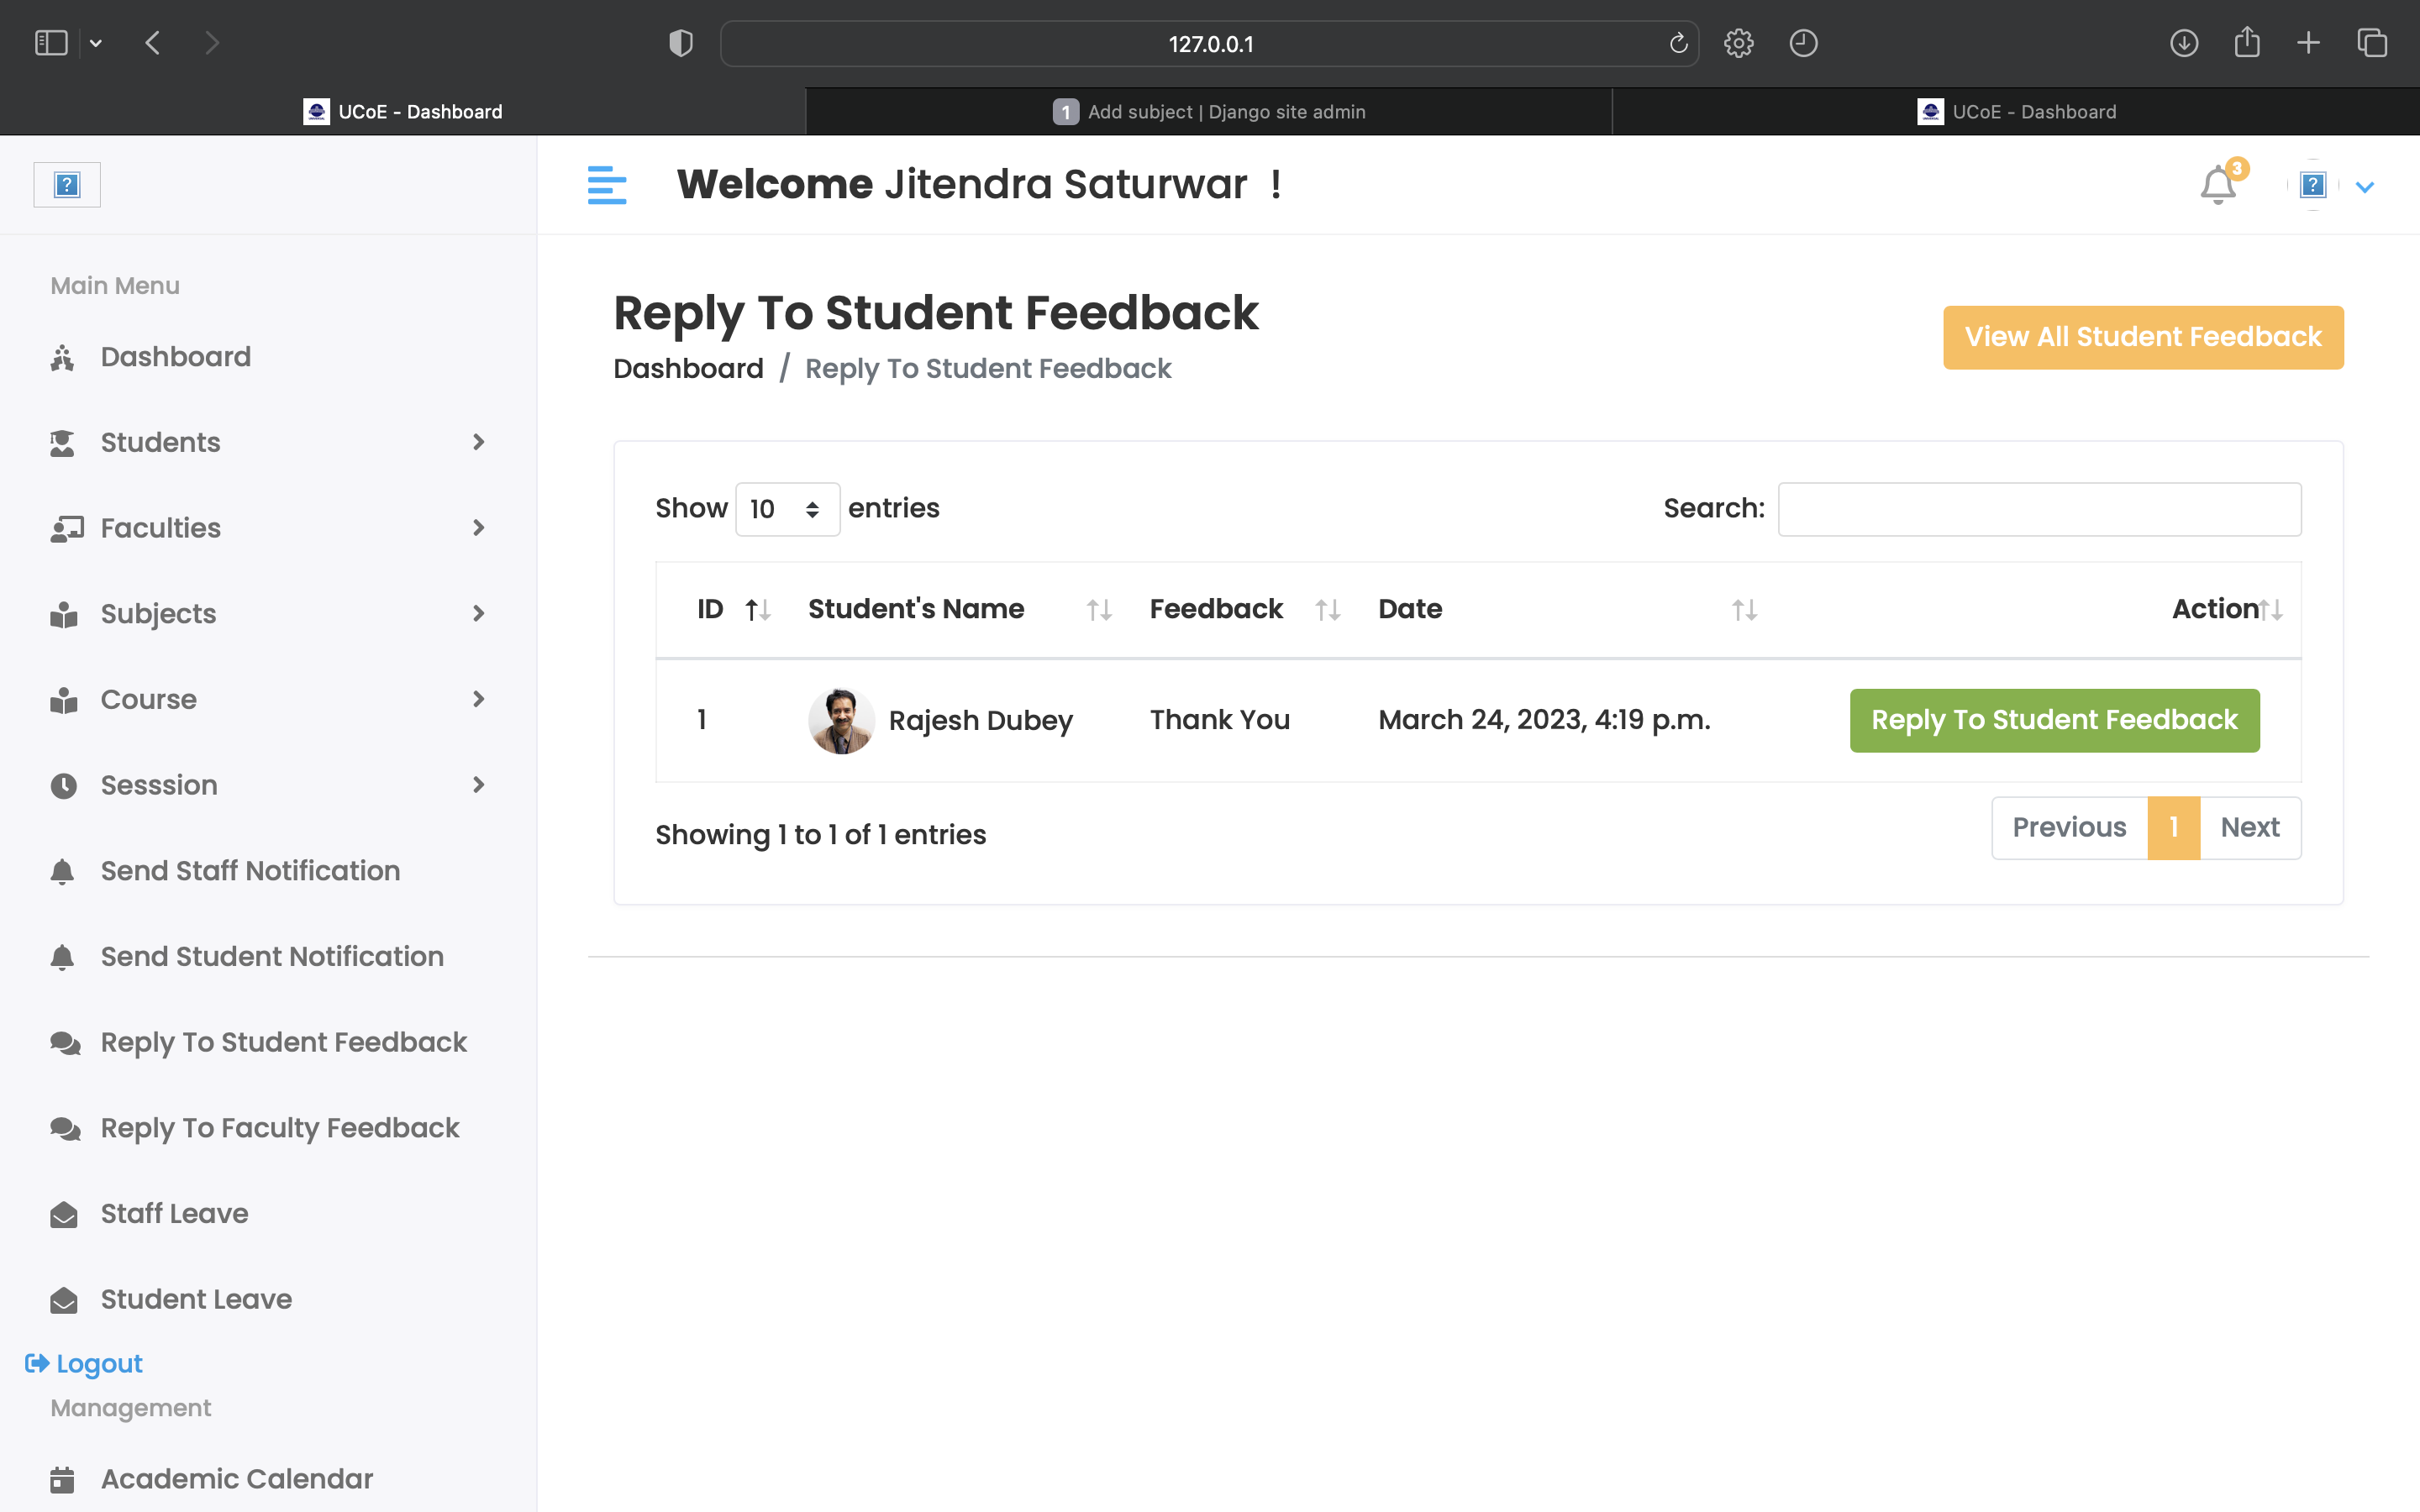 127.0.0.1
UCoE - Dashboard
1 Add subject | Django site admin
UCoE - Dashboard
Welcome Jitendra Saturwar !
3
Main Menu
Dashboard
Students
Faculties
Subjects
Course
Sesssion
Send Staff Notification
Send Student Notification
Reply To Student Feedback
Reply To Faculty Feedback
Staff Leave
Student Leave
Logout
Management
Academic Calendar
Reply To Student Feedback
Dashboard / Reply To Student Feedback
View All Student Feedback
Show 10 entries
Search:
ID Student's Name Feedback Date Action
1 Rajesh Dubey Thank You March 24, 2023, 4:19 p.m. Reply To Student Feedback
Showing 1 to 1 of 1 entries
Previous 1 Next